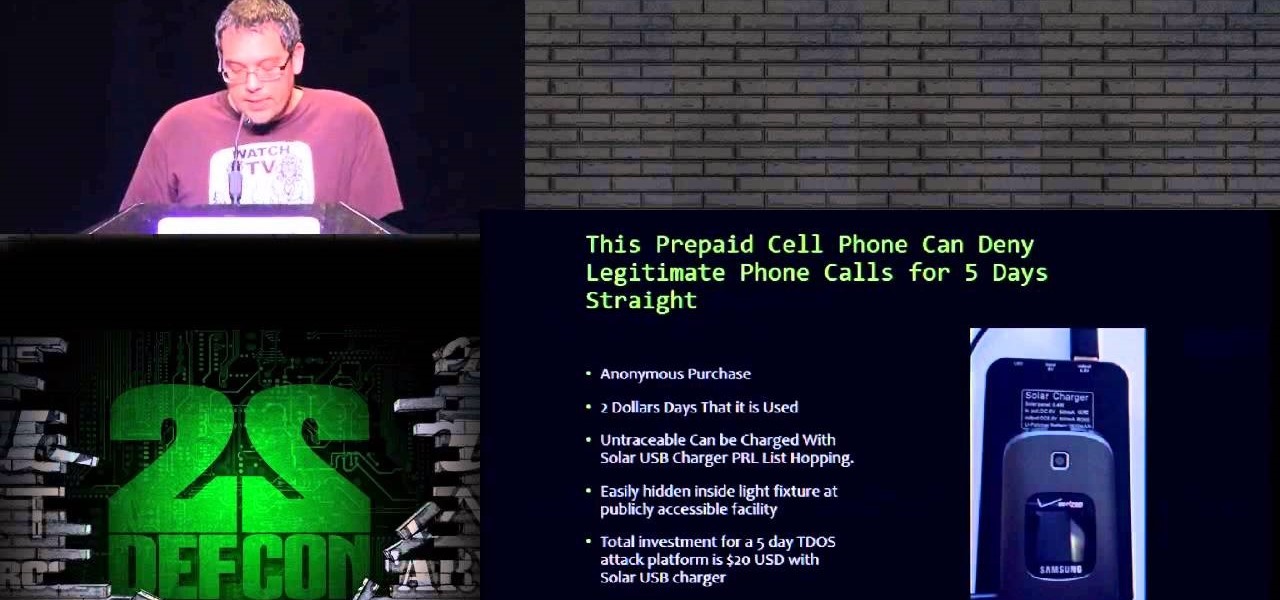 WATCH
TV
This Prepaid Cell Phone Can Deny
Legitimate Phone Calls for 5 Days
Straight
• Anonymous Purchase
• 2 Dollars Days That it is Used
• Untraceable Can be Charged With
Solar USB Charger PRL List Hopping.
• Easily hidden inside light fixture at
publicly accessible facility
• Total investment for a 5 day TDOS
attack platform is $20 USD with
Solar USB charger
Solar Charger
verizon
SAMSUNG
22
DEFCON